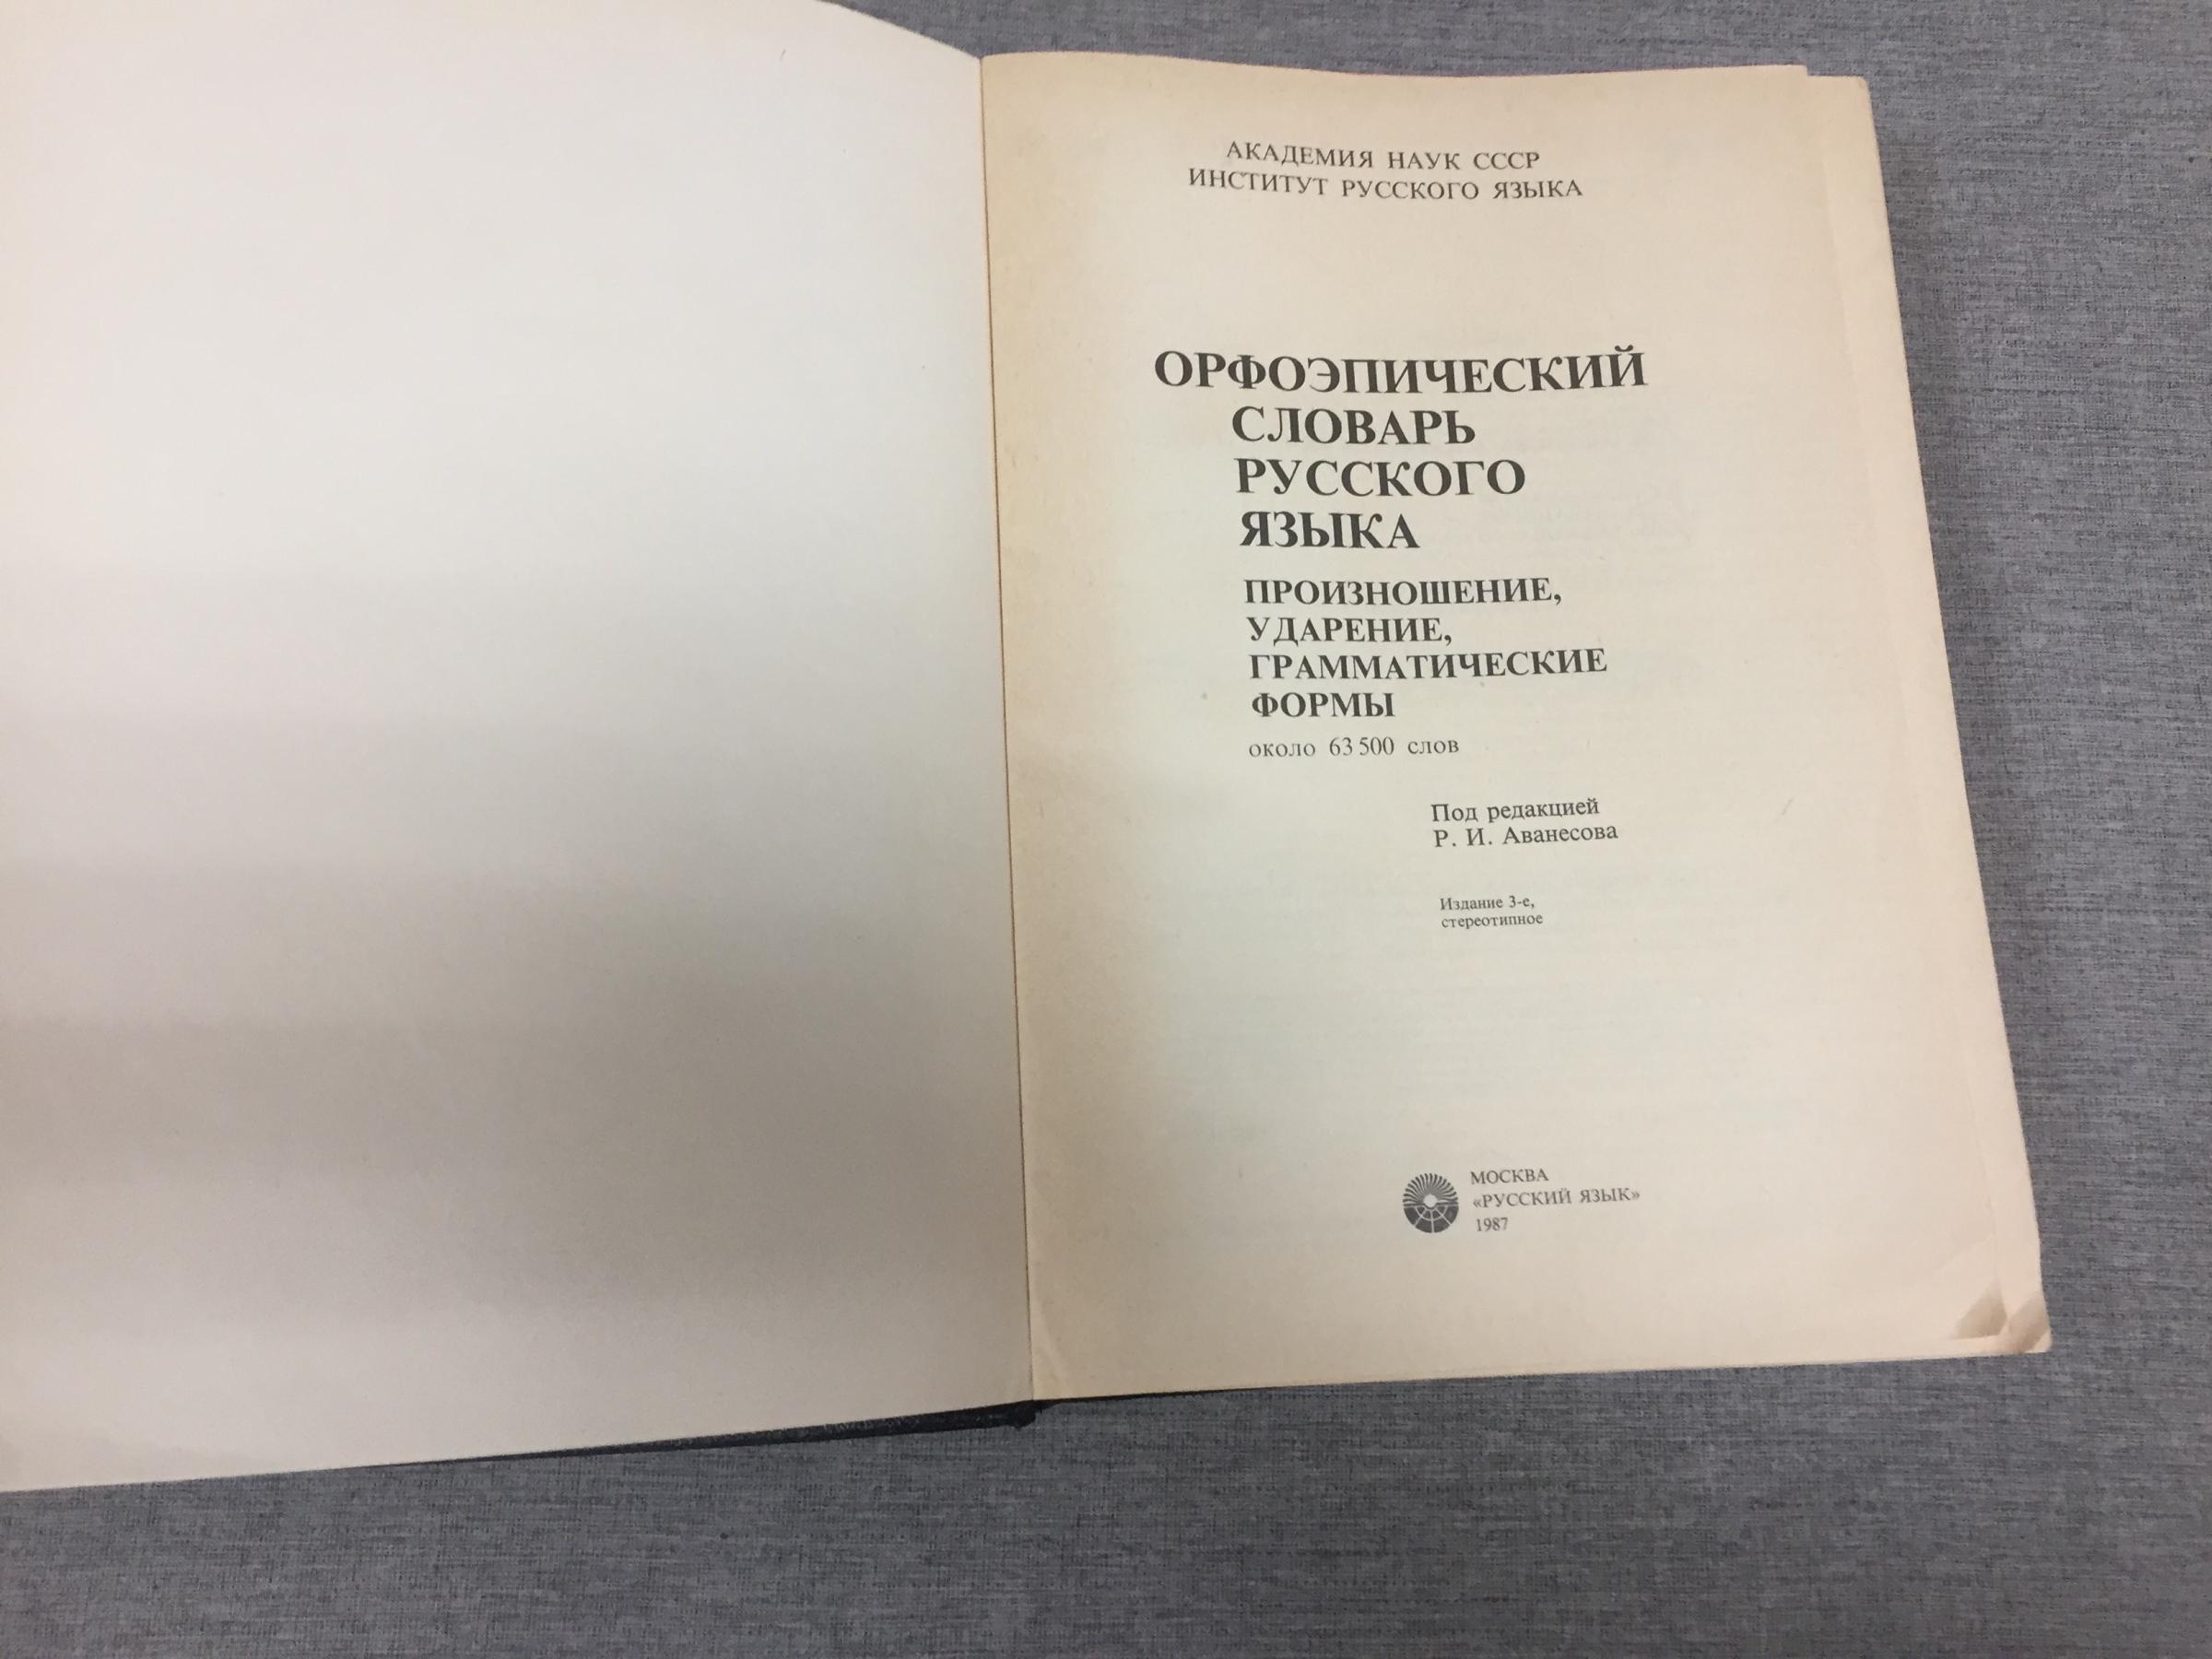 АКАДЕМИЯ НАУК СССР
ИНСТИТУТ РУССКОГО ЯЗЫКА
ОРФОЭПИЧЕСКИЙ
СЛОВАРЬ
РУССКОГО
ЯЗЫКА
ПРОИЗНОШЕНИЕ,
УДАРЕНИЕ,
ГРАММАТИЧЕСКИЕ
ФОРМЫ
около 63 500 слов
Под редакцией
Р. И. Аванесова
Издание 3-е,
стереотипное
МОСКВА
«РУССКИЙ ЯЗЫК»
1987